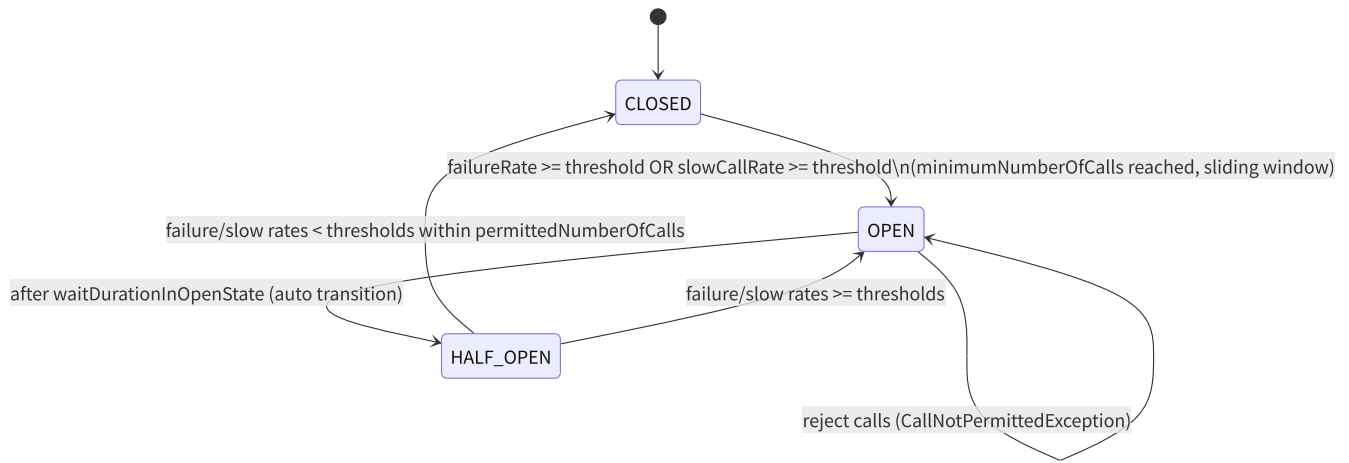 CLOSED
failureRate >= threshold OR slowCallRate >= threshold\n(minimumNumberOfCalls reached, sliding window)
failure/slow rates < thresholds within permittedNumberOfCalls
OPEN
after waitDurationInOpenState (auto transition)
failure/slow rates >= thresholds
HALF_OPEN
reject calls (CallNotPermittedException)